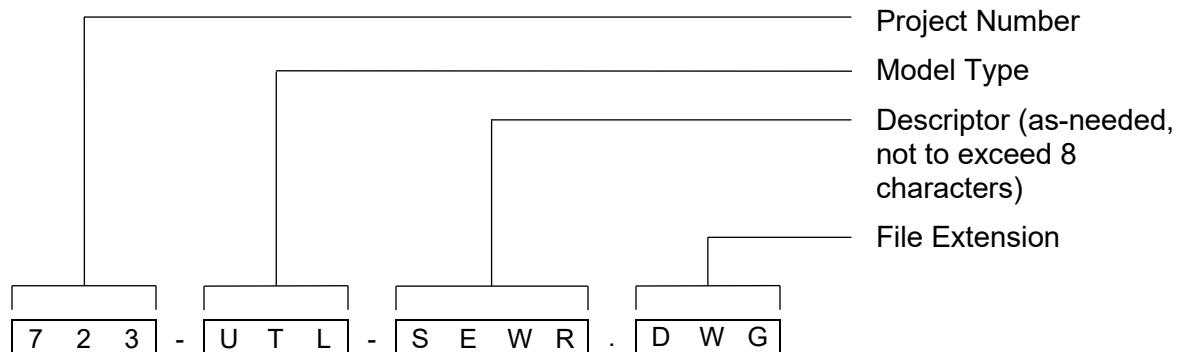 Project Number
Model Type
Descriptor (as-needed,
not to exceed 8
characters)
File Extension
7 2 3 - U T L - S E W R . D W G